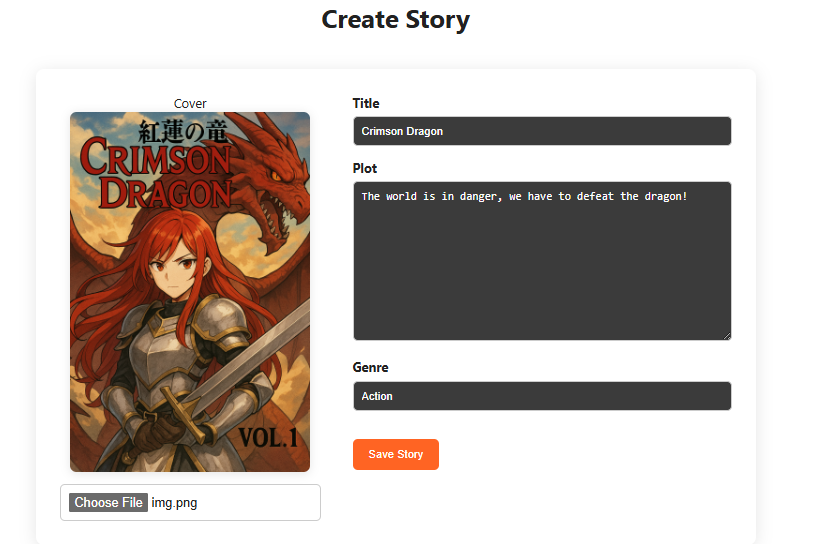 Create Story
Cover
紅蓮の竜
CRIMSON
DRAGON
VOL.1
Choose File img.png
Title
Crimson Dragon
Plot
The world is in danger, we have to defeat the dragon!
Genre
Action
Save Story